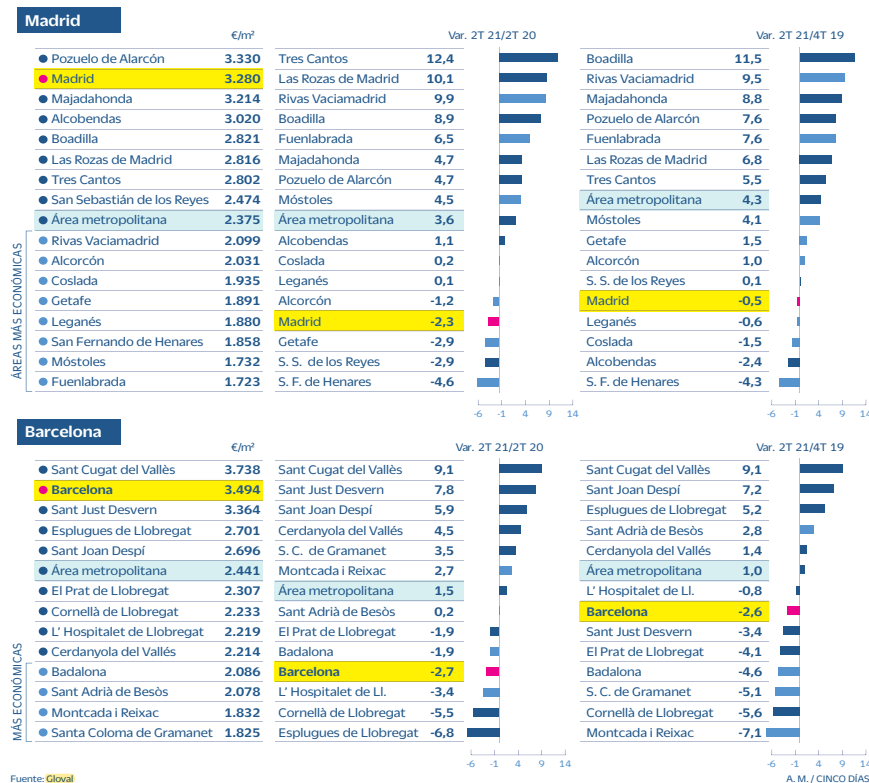 Madrid
€/m² Var. 2T 21/2T 20 Var. 2T 21/4T 19
Pozuelo de Alarcón 3.330 Tres Cantos 12,4 Boadilla 11,5
Madrid 3.280 Las Rozas de Madrid 10,1 Rivas Vaciamadrid 9,5
Majadahonda 3.214 Rivas Vaciamadrid 9,9 Majadahonda 8,8
Alcobendas 3.020 Boadilla 8,9 Pozuelo de Alarcón 7,6
Boadilla 2.821 Fuenlabrada 6,5 Fuenlabrada 7,6
Las Rozas de Madrid 2.816 Majadahonda 4,7 Las Rozas de Madrid 6,8
Tres Cantos 2.802 Pozuelo de Alarcón 4,7 Tres Cantos 5,5
San Sebastián de los Reyes 2.474 Móstoles 4,5 Área metropolitana 4,3
Área metropolitana 2.375 Área metropolitana 3,6 Móstoles 4,1
ÁREAS MÁS ECONÓMICAS
Rivas Vaciamadrid 2.099 Alcobendas 1,1 Getafe 1,5
Alcorcón 2.031 Coslada 0,2 Alcorcón 1,0
Coslada 1.935 Leganés 0,1 S. S. de los Reyes 0,1
Getafe 1.891 Alcorcón -1,2 Madrid -0,5
Leganés 1.880 Madrid -2,3 Leganés -0,6
San Fernando de Henares 1.858 Getafe -2,9 Coslada -1,5
Móstoles 1.732 S. S. de los Reyes -2,9 Alcobendas -2,4
Fuenlabrada 1.723 S. F. de Henares -4,6 S. F. de Henares -4,3
-6 -1 4 9 14 -6 -1 4 9 14
Barcelona
€/m² Var. 2T 21/2T 20 Var. 2T 21/4T 19
Sant Cugat del Vallès 3.738 Sant Cugat del Vallès 9,1 Sant Cugat del Vallès 9,1
Barcelona 3.494 Sant Just Desvern 7,8 Sant Joan Despí 7,2
Sant Just Desvern 3.364 Sant Joan Despí 5,9 Esplugues de Llobregat 5,2
Esplugues de Llobregat 2.701 Cerdanyola del Vallés 4,5 Sant Adrià de Besòs 2,8
Sant Joan Despí 2.696 S. C. de Gramanet 3,5 Cerdanyola del Vallés 1,4
Área metropolitana 2.441 Montcada i Reixac 2,7 Área metropolitana 1,0
El Prat de Llobregat 2.307 Área metropolitana 1,5 L' Hospitalet de Ll. -0,8
Cornellà de Llobregat 2.233 Sant Adrià de Besòs 0,2 Barcelona -2,6
L' Hospitalet de Llobregat 2.219 El Prat de Llobregat -1,9 Sant Just Desvern -3,4
Cerdanyola del Vallés 2.214 Badalona -1,9 El Prat de Llobregat -4,1
MÁS ECONÓMICAS
Badalona 2.086 Barcelona -2,7 Badalona -4,6
Sant Adrià de Besòs 2.078 L' Hospitalet de Ll. -3,4 S. C. de Gramanet -5,1
Montcada i Reixac 1.832 Cornellà de Llobregat -5,5 Cornellà de Llobregat -5,6
Santa Coloma de Gramanet 1.825 Esplugues de Llobregat -6,8 Montcada i Reixac -7,1
-6 -1 4 9 14 -6 -1 4 9 14
Fuente: Gloval A. M. / CINCO DÍAS